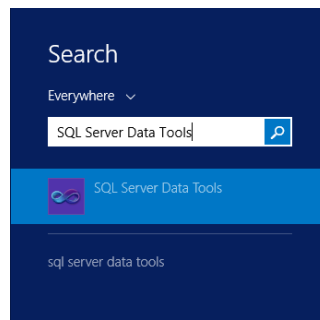 Search
Everywhere
SQL Server Data Tools
SQL Server Data Tools
sql server data tools